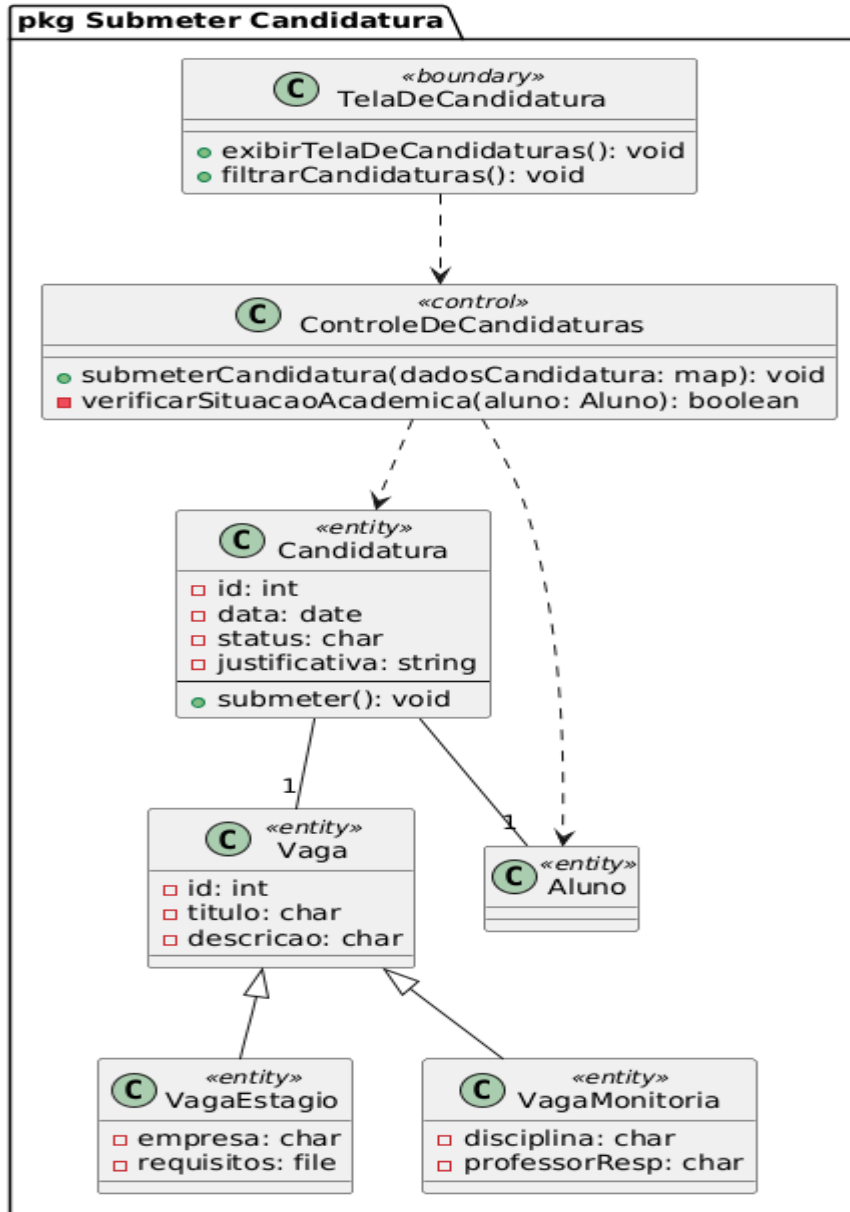 pkg Submeter Candidatura
C
«boundary»
TelaDeCandidatura
exibirTelaDeCandidaturas(): void
filtrarCandidaturas(): void
C
«control»
ControleDeCandidaturas
submeterCandidatura(dadosCandidatura: map): void
verificarSituacaoAcademica(aluno: Aluno): boolean
C
«entity»
Candidatura
id: int
data: date
status: char
justificativa: string
submeter(): void
1
1
C
«entity»
Vaga
id: int
titulo: char
descricao: char
C
«entity»
Aluno
C
«entity»
VagaEstagio
empresa: char
requisitos: file
C
«entity»
VagaMonitoria
disciplina: char
professorResp: char